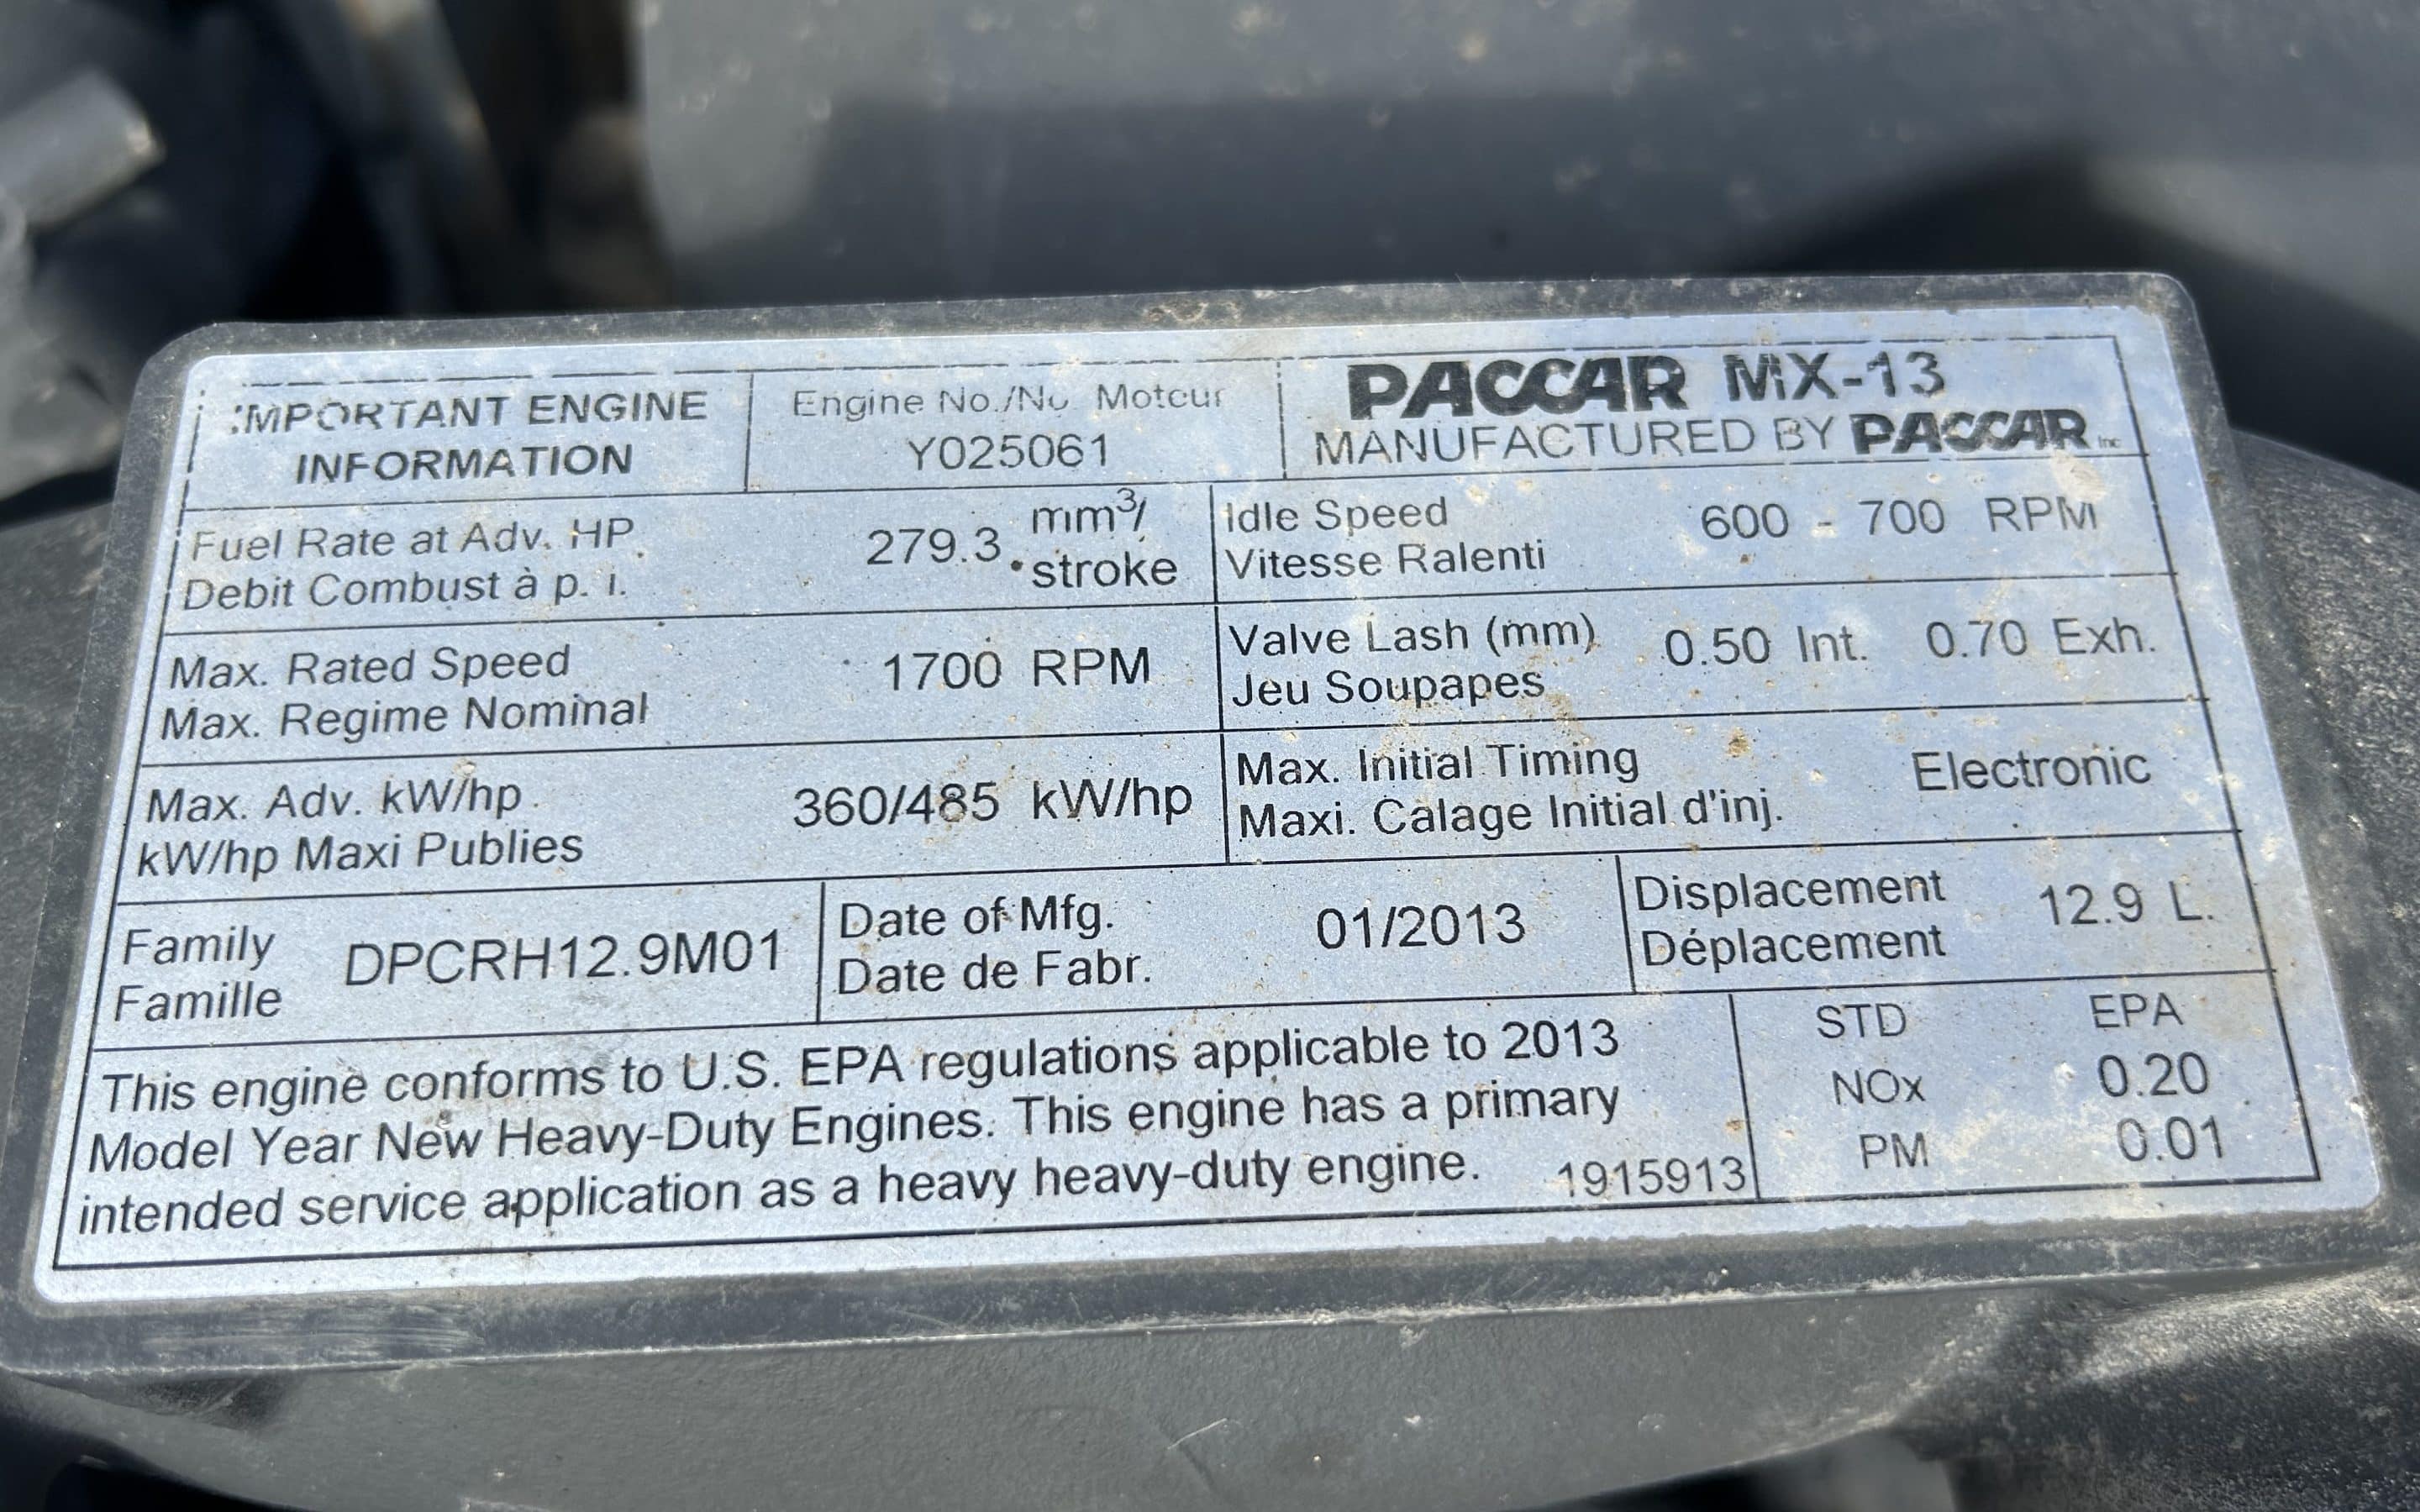 IMPORTANT ENGINE
INFORMATION
Engine No./No Moteur
Y025061
PACCAR MX-13
MANUFACTURED BY PACCAR Inc
Fuel Rate at Adv. HP
Debit Combust à p. i.
279.3 mm³/
stroke
Idle Speed
Vitesse Ralenti
600 - 700 RPM
Max. Rated Speed
Max. Regime Nominal
1700 RPM
Valve Lash (mm)
Jeu Soupapes
0.50 Int. 0.70 Exh.
Max. Adv. kW/hp
kW/hp Maxi Publies
360/485 kW/hp
Max. Initial Timing
Maxi. Calage Initial d'inj.
Electronic
Family
Famille
DPCRH12.9M01
Date of Mfg.
Date de Fabr.
01/2013
Displacement
Déplacement
12.9 L.
This engine conforms to U.S. EPA regulations applicable to 2013
Model Year New Heavy-Duty Engines. This engine has a primary
intended service application as a heavy heavy-duty engine.
1915913
STD EPA
NOx 0.20
PM 0.01